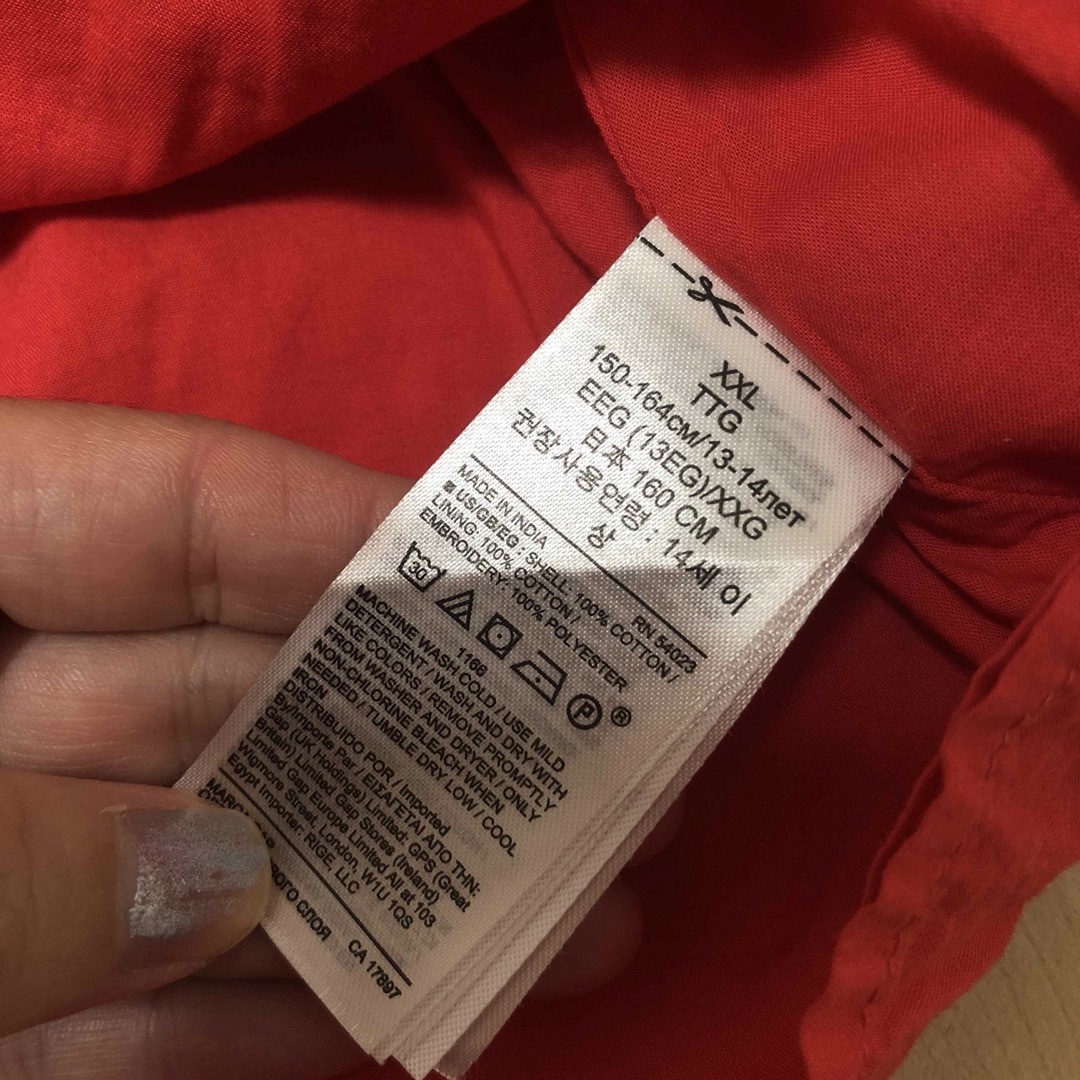 XXL
TTG
150-164см/13-14лет
EEG (13EG)/XXG
日本 160 CM
권장사용연령 : 14세 이
상
MADE IN INDIA RN 54023
US/GB/EG : SHELL: 100% COTTON /
LINING: 100% COTTON /
EMBROIDERY: 100% POLYESTER
30 P ®
1166
MACHINE WASH COLD / USE MILD
DETERGENT / WASH AND DRY WITH
LIKE COLORS / REMOVE PROMPTLY
FROM WASHER AND DRYER / ONLY
NON-CHLORINE BLEACH WHEN
NEEDED / TUMBLE DRY LOW / COOL
IRON
DISTRIBUIDO POR / Imported
By/Importé Par / ΕΙΣΑΓΕΤΑΙ ΑΠΟ ΤΗΝ:
Gap (UK Holdings) Limited: GPS (Great
Britain) Limited Gap Stores (Ireland)
Limited Gap Europe Limited All at 103
Wigmore Street, London, W1U 1QS
Egypt Importer: RIGE, LLC
CA 17897